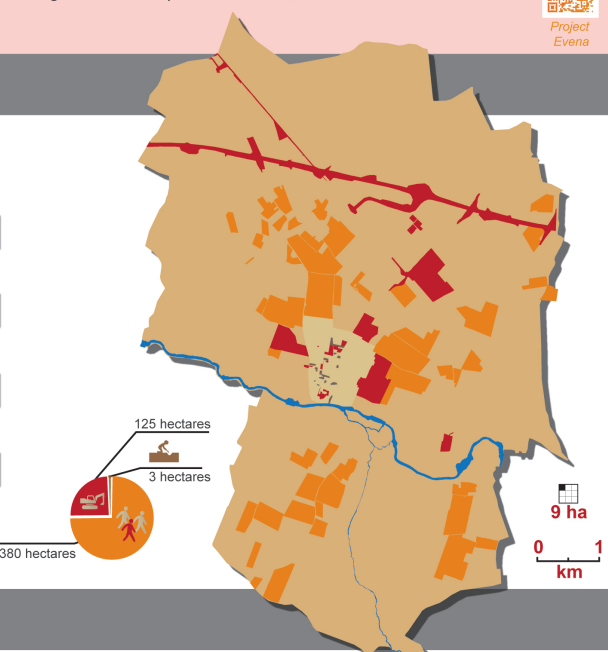 Project
Evena
125 hectares
3 hectares
380 hectares
9 ha
0 1
km